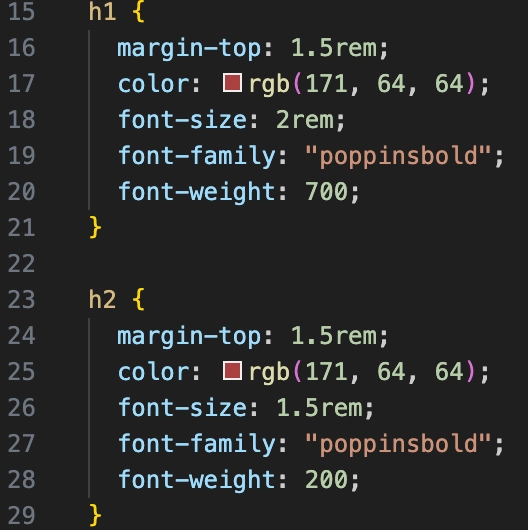 15 h1 {
16 margin-top: 1.5rem;
17 color: rgb(171, 64, 64);
18 font-size: 2rem;
19 font-family: "poppinsbold";
20 font-weight: 700;
21 }
22
23 h2 {
24 margin-top: 1.5rem;
25 color: rgb(171, 64, 64);
26 font-size: 1.5rem;
27 font-family: "poppinsbold";
28 font-weight: 200;
29 }